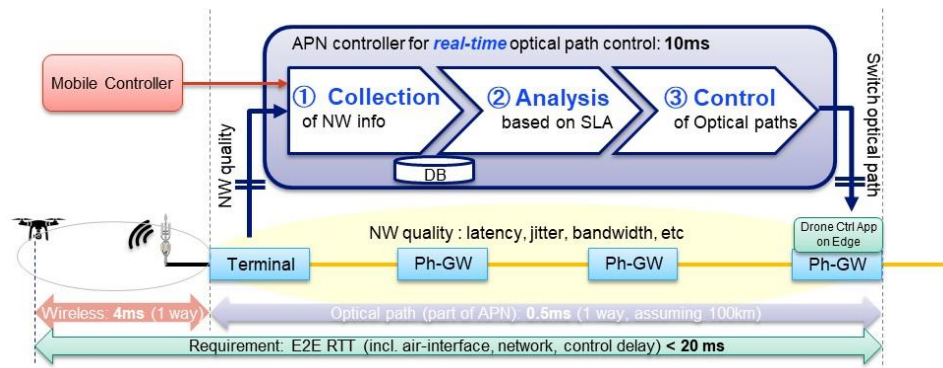 APN controller for real-time optical path control: 10ms
Mobile Controller
① Collection
of NW info
② Analysis
based on SLA
③ Control
of Optical paths
DB
NW quality
Switch optical path
NW quality : latency, jitter, bandwidth, etc
Drone Ctrl App
on Edge
Terminal
Ph-GW
Ph-GW
Ph-GW
Wireless: 4ms (1 way)
Optical path (part of APN): 0.5ms (1 way, assuming 100km)
Requirement: E2E RTT (incl. air-interface, network, control delay) < 20 ms